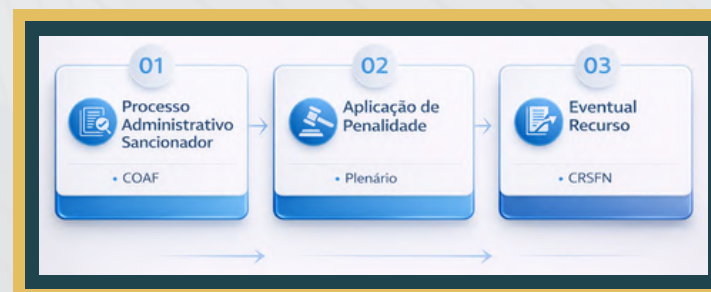 01
Processo
Administrativo
Sancionador
• COAF
02
Aplicação de
Penalidade
• Plenário
03
Eventual
Recurso
• CRSFN